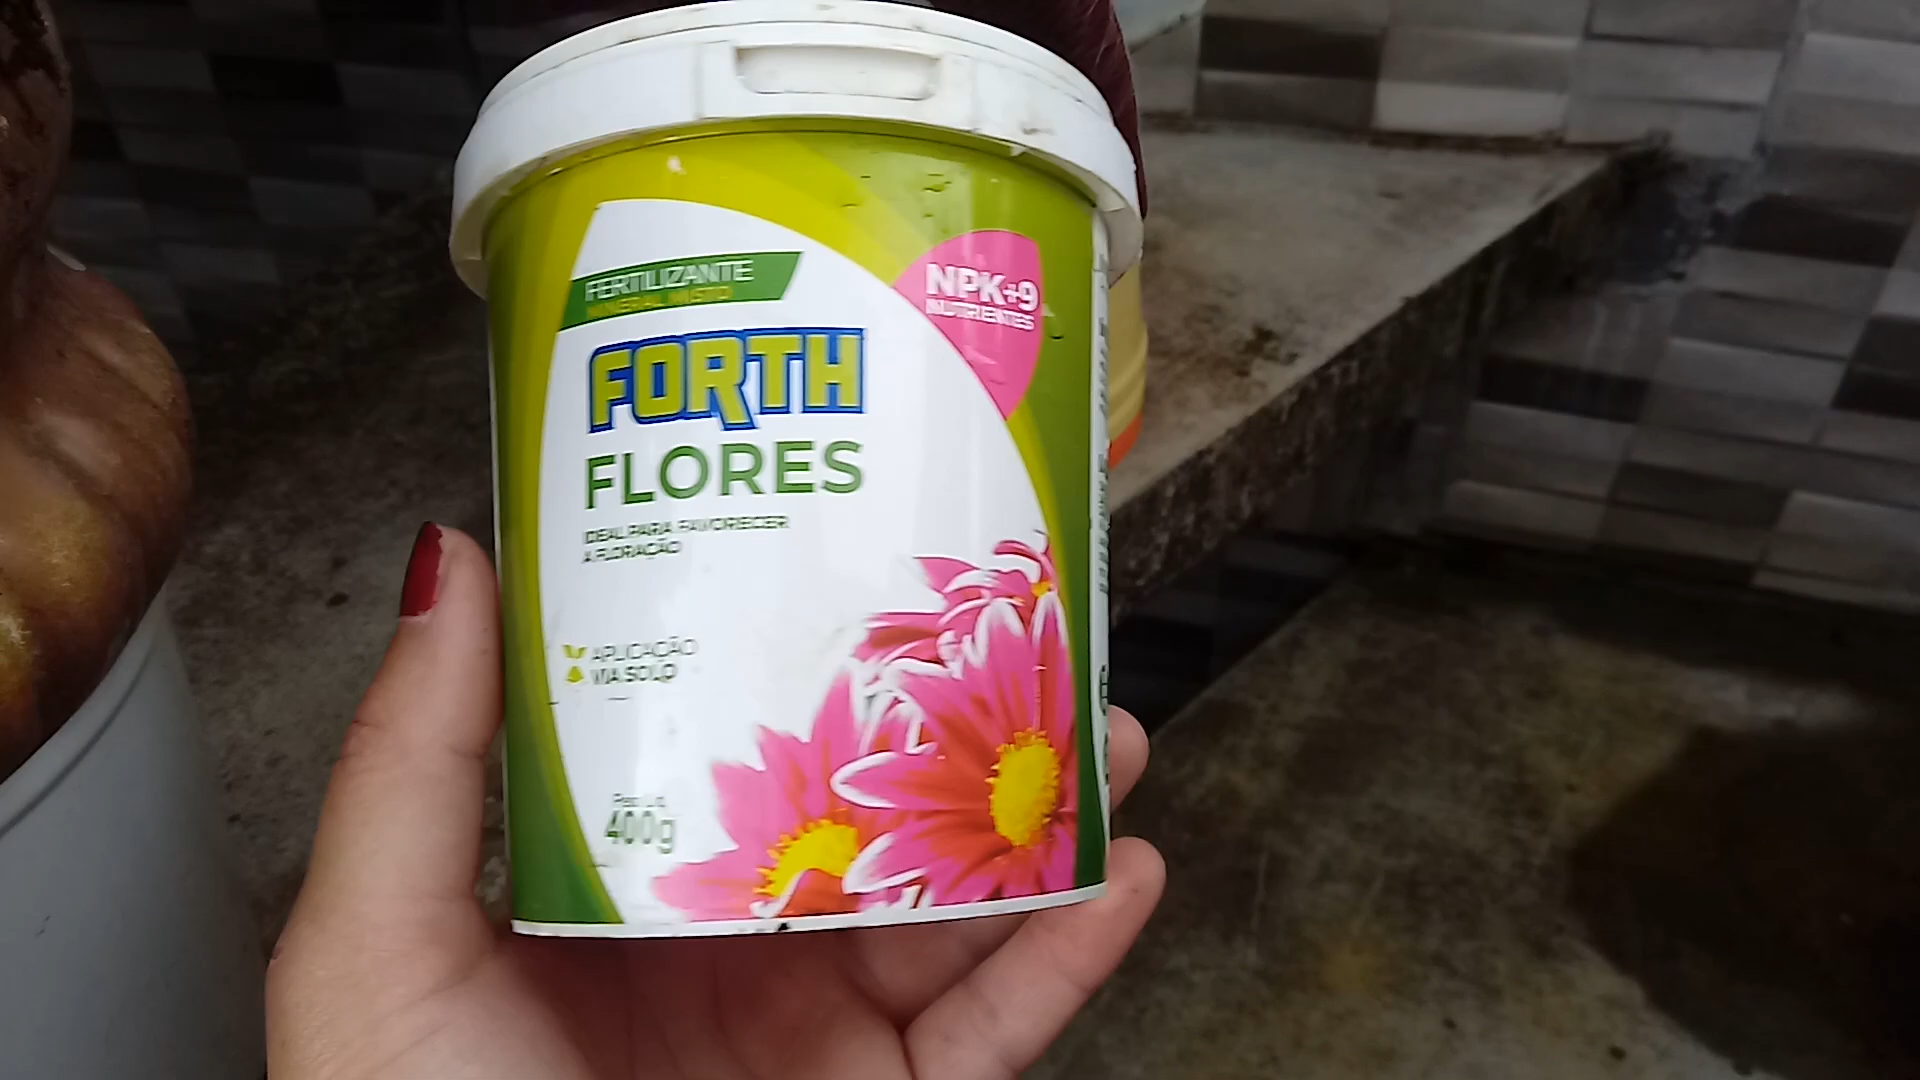 FERTILIZANTE
MINERAL MISTO
NPK+9
NUTRIENTES
FORTH
FLORES
IDEAL PARA FAVORECER
A FLORAÇÃO
APLICAÇÃO
VIA SOLO
400g